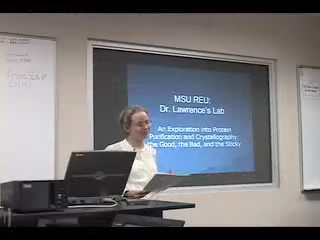 MSU REU:
Dr. Lawrence's Lab
An Exploration into Protein
Purification and Crystallography:
the Good, the Bad, and the Sticky